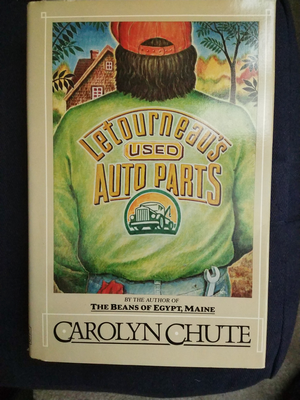 Letourneau's
USED
AUTO PARTS
BY THE AUTHOR OF
THE BEANS OF EGYPT, MAINE
CAROLYN CHUTE